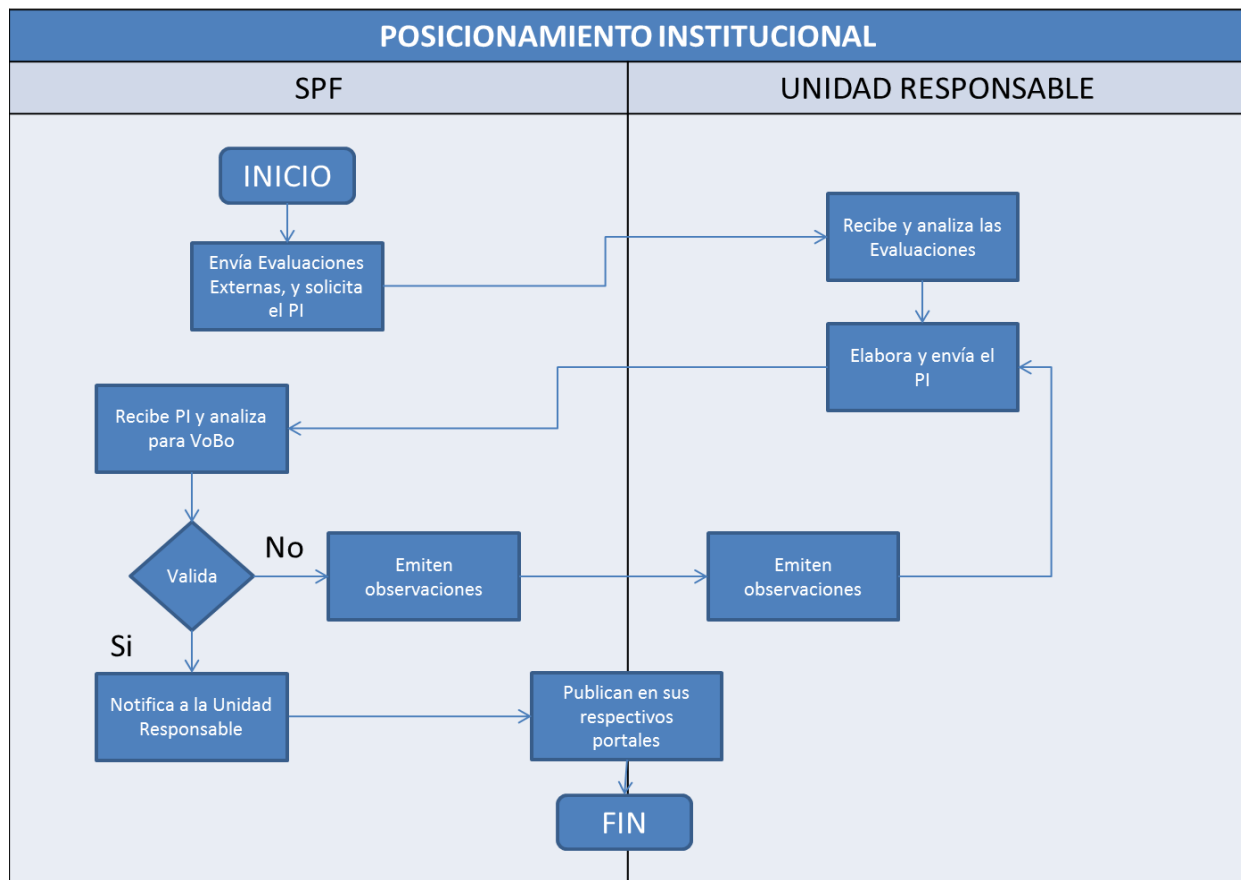 POSICIONAMIENTO INSTITUCIONAL
SPF
UNIDAD RESPONSABLE
INICIO
Envía Evaluaciones
Externas, y solicita
el PI
Recibe y analiza las
Evaluaciones
Elabora y envía el
PI
Recibe PI y analiza
para VoBo
Valida
No
Emiten
observaciones
Emiten
observaciones
Si
Notifica a la Unidad
Responsable
Publican en sus
respectivos
portales
FIN